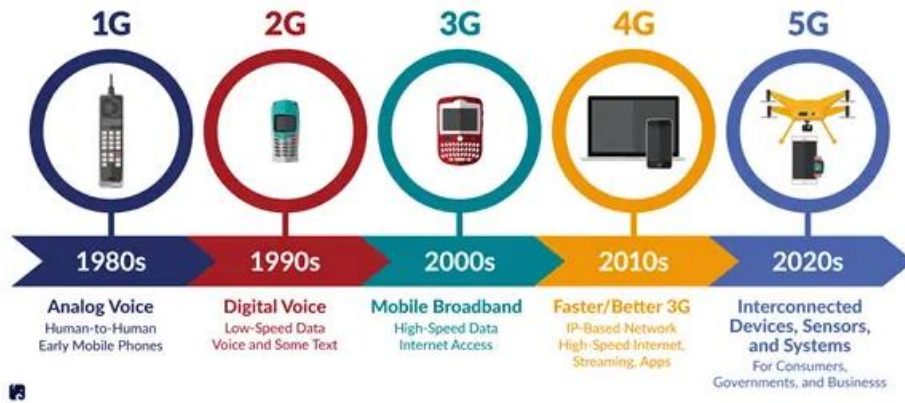 1G
2G
3G
4G
5G
1980s
1990s
2000s
2010s
2020s
Analog Voice
Human-to-Human
Early Mobile Phones
Digital Voice
Low-Speed Data
Voice and Some Text
Mobile Broadband
High-Speed Data
Internet Access
Faster/Better 3G
IP-Based Network
High-Speed Internet,
Streaming, Apps
Interconnected
Devices, Sensors,
and Systems
For Consumers,
Governments, and Businesss